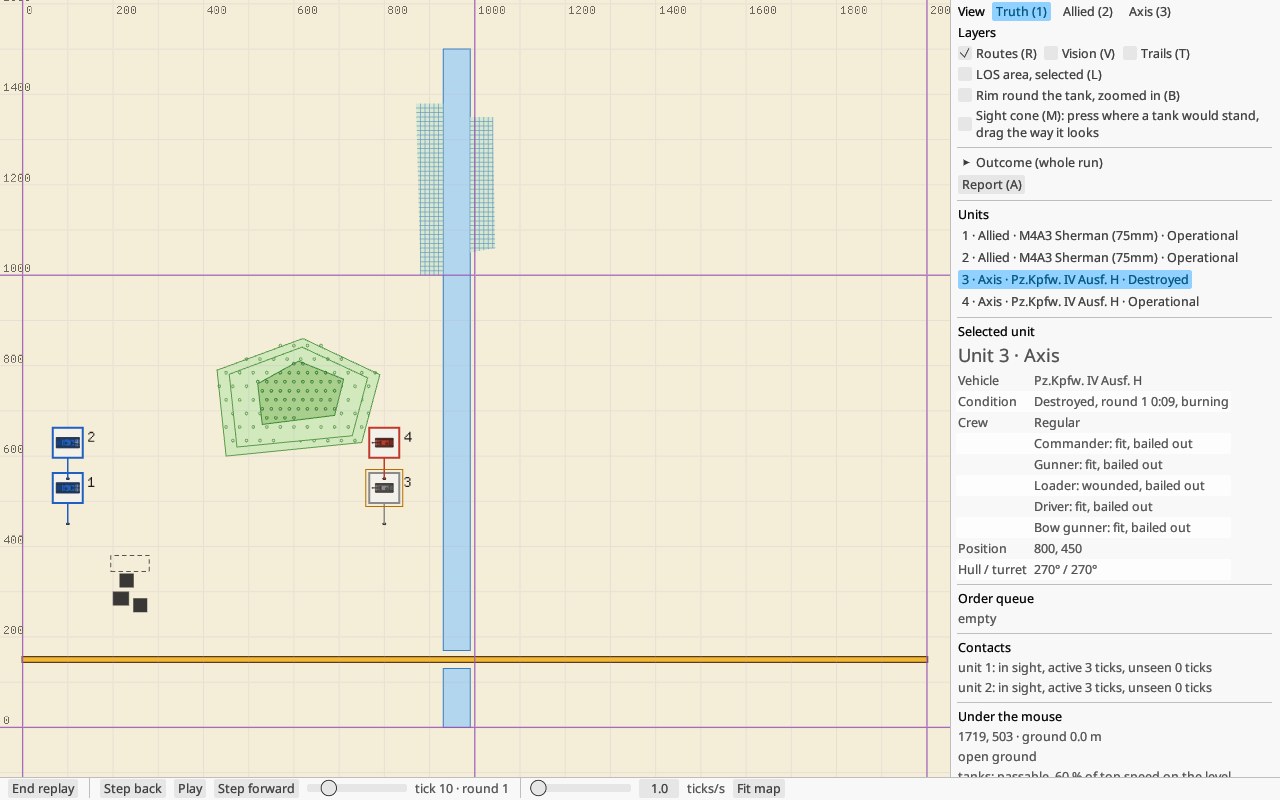 0 200 400 600 800 1000 1200 1400 1600 1800 200
1400
1200
1000
800
600
400
200
0
2
4
1
3
View Truth (1) Allied (2) Axis (3)
Layers
Routes (R) Vision (V) Trails (T)
LOS area, selected (L)
Rim round the tank, zoomed in (B)
Sight cone (M): press where a tank would stand,
drag the way it looks
Outcome (whole run)
Report (A)
Units
1 · Allied · M4A3 Sherman (75mm) · Operational
2 · Allied · M4A3 Sherman (75mm) · Operational
3 · Axis · Pz.Kpfw. IV Ausf. H · Destroyed
4 · Axis · Pz.Kpfw. IV Ausf. H · Operational
Selected unit
Unit 3 · Axis
Vehicle Pz.Kpfw. IV Ausf. H
Condition Destroyed, round 1 0:09, burning
Crew Regular
Commander: fit, bailed out
Gunner: fit, bailed out
Loader: wounded, bailed out
Driver: fit, bailed out
Bow gunner: fit, bailed out
Position 800, 450
Hull / turret 270° / 270°
Order queue
empty
Contacts
unit 1: in sight, active 3 ticks, unseen 0 ticks
unit 2: in sight, active 3 ticks, unseen 0 ticks
Under the mouse
1719, 503 · ground 0.0 m
open ground
tanks: passable, 60 % of top speed on the level
End replay Step back Play Step forward tick 10 · round 1 1.0 ticks/s Fit map